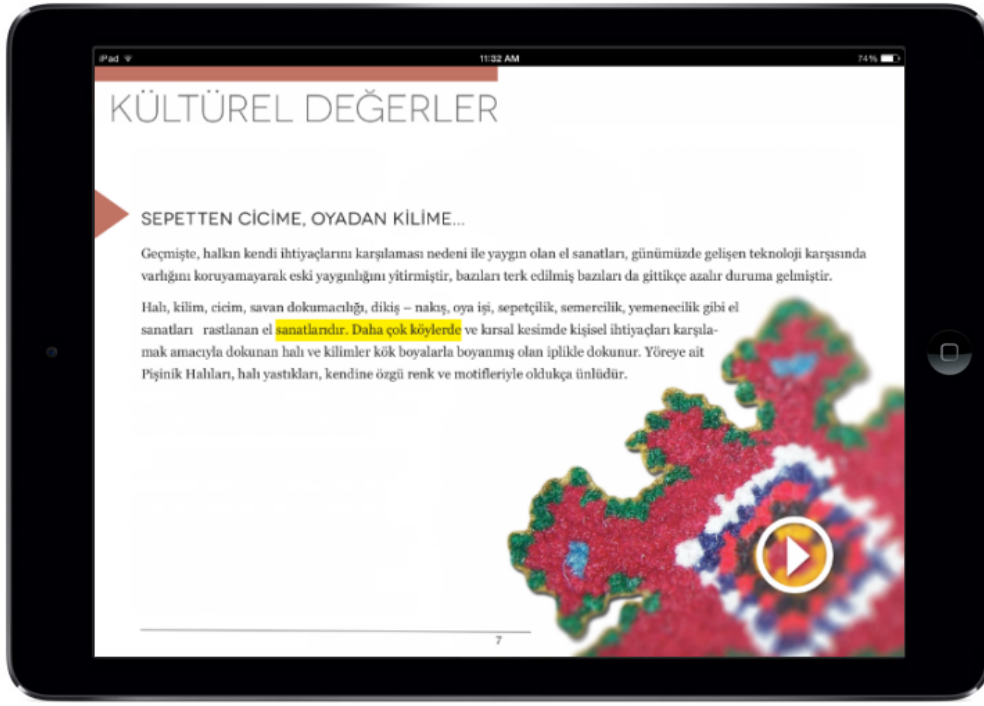 iPad 11:32 AM 74%
KÜLTÜREL DEĞERLER
SEPETTEN CİCİME, OYADAN KİLİME...
Geçmişte, halkın kendi ihtiyaçlarını karşılaması nedeni ile yaygın olan el sanatları, günümüzde gelişen teknoloji karşısında
varlığını koruyamayarak eski yaygınlığını yitirmiştir, bazıları terk edilmiş bazıları da gittikçe azalır duruma gelmiştir.
Halı, kilim, cicim, savan dokumacılığı, dikiş – nakış, oya işi, sepetçilik, semercilik, yemenecilik gibi el
sanatları rastlanan el sanatlarıdır. Daha çok köylerde ve kırsal kesimde kişisel ihtiyaçları karşıla-
mak amacıyla dokunan halı ve kilimler kök boyalarla boyanmış olan iplikle dokunur. Yöreye ait
Pişinik Halıları, halı yastıkları, kendine özgü renk ve motifleriyle oldukça ünlüdür.
7